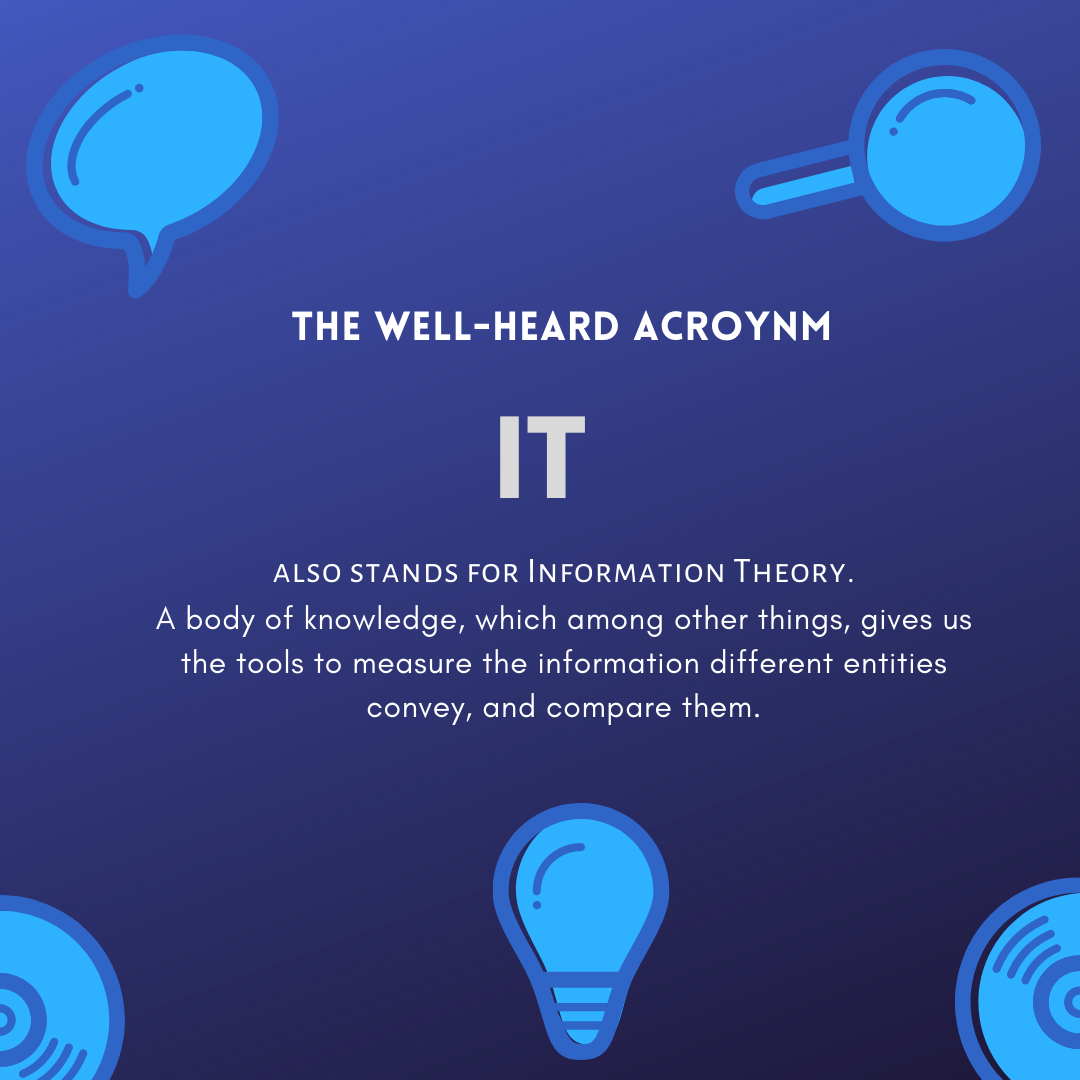 THE WELL-HEARD ACROYNM
IT
ALSO STANDS FOR INFORMATION THEORY.
A body of knowledge, which among other things, gives us
the tools to measure the information different entities
convey, and compare them.